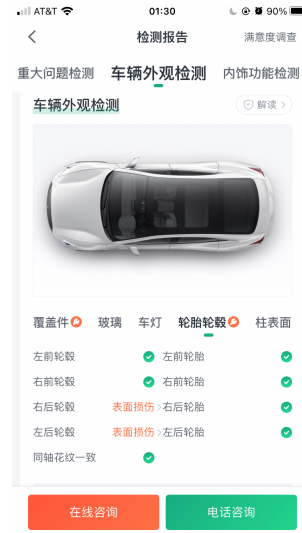 AT&T 01:30 90%
检测报告 满意度调查
重大问题检测 车辆外观检测 内饰功能检测
车辆外观检测 解读 >
覆盖件 玻璃 车灯 轮胎轮毂 柱表面
左前轮毂 左前轮胎
右前轮毂 右前轮胎
右后轮毂 表面损伤 > 右后轮胎
左后轮毂 表面损伤 > 左后轮胎
同轴花纹一致
在线咨询 电话咨询